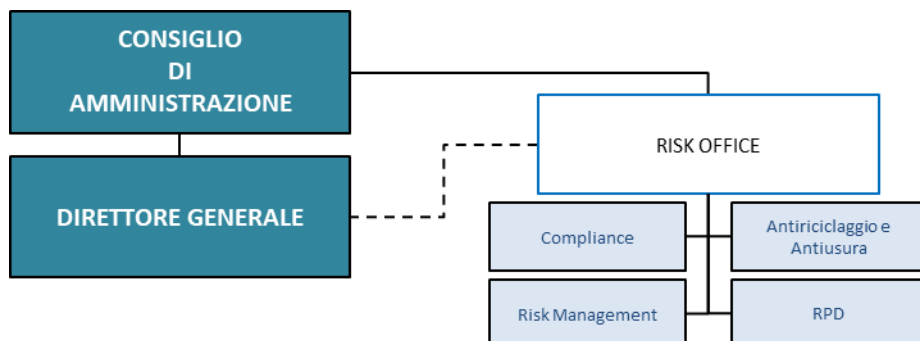 CONSIGLIO
DI
AMMINISTRAZIONE
RISK OFFICE
DIRETTORE GENERALE
Compliance
Antiriciclaggio e
Antiusura
Risk Management
RPD